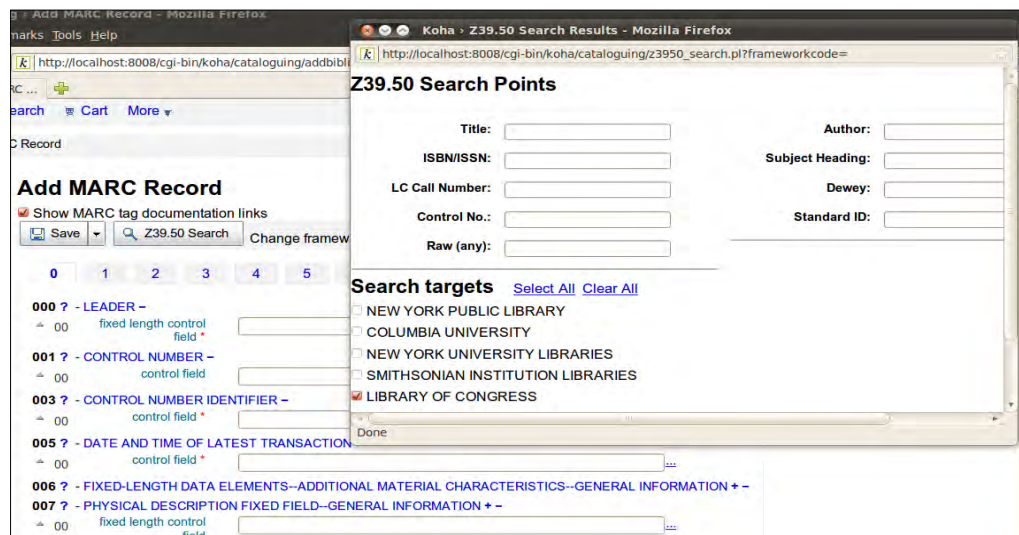 g › Add MARC Record - Mozilla Firefox
marks Tools Help
k http://localhost:8008/cgi-bin/koha/cataloguing/addbibli
RC ...
earch Cart More
C Record
Add MARC Record
Show MARC tag documentation links
Save Z39.50 Search Change framew
0 1 2 3 4 5
000 ? - LEADER –
00 fixed length control field *
001 ? - CONTROL NUMBER –
00 control field
003 ? - CONTROL NUMBER IDENTIFIER –
00 control field *
005 ? - DATE AND TIME OF LATEST TRANSACTION
00 control field * ...
006 ? - FIXED-LENGTH DATA ELEMENTS--ADDITIONAL MATERIAL CHARACTERISTICS--GENERAL INFORMATION + –
007 ? - PHYSICAL DESCRIPTION FIXED FIELD--GENERAL INFORMATION + –
00 fixed length control field ...
Koha › Z39.50 Search Results - Mozilla Firefox
k http://localhost:8008/cgi-bin/koha/cataloguing/z3950_search.pl?frameworkcode=
Z39.50 Search Points
Title: Author:
ISBN/ISSN: Subject Heading:
LC Call Number: Dewey:
Control No.: Standard ID:
Raw (any):
Search targets Select All Clear All
NEW YORK PUBLIC LIBRARY
COLUMBIA UNIVERSITY
NEW YORK UNIVERSITY LIBRARIES
SMITHSONIAN INSTITUTION LIBRARIES
LIBRARY OF CONGRESS
Done